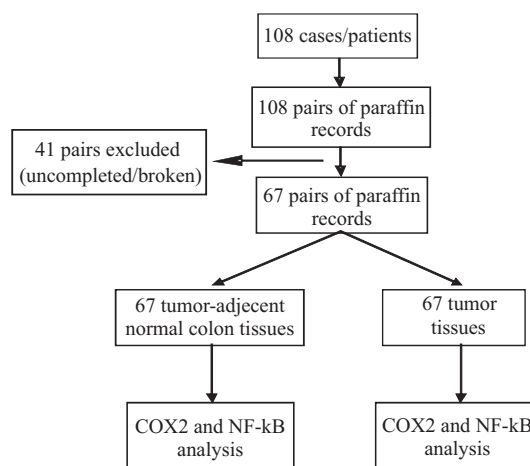 108 cases/patients
108 pairs of paraffin
records
41 pairs excluded
(uncompleted/broken)
67 pairs of paraffin
records
67 tumor-adjecent
normal colon tissues
67 tumor
tissues
COX2 and NF-kB
analysis
COX2 and NF-kB
analysis